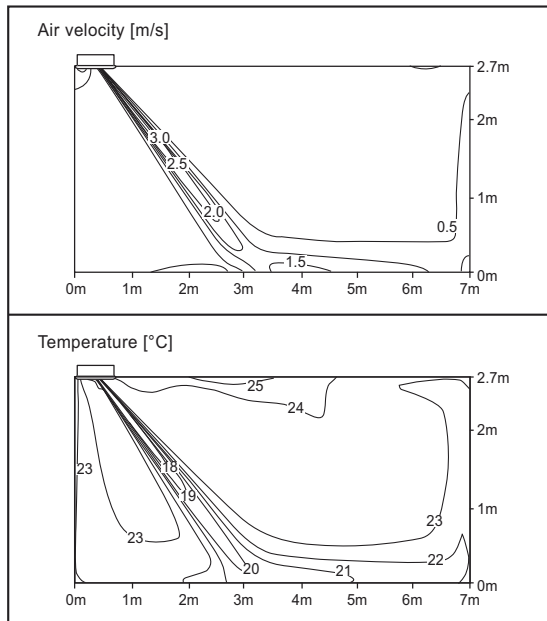 Air velocity [m/s]
2.7m
3.0
2m
2.5
2.0
1m
0.5
1.5
0m
0m 1m 2m 3m 4m 5m 6m 7m
Temperature [°C]
2.7m
25
24
2m
23 18
19
1m
23 23
22
20 21
0m
0m 1m 2m 3m 4m 5m 6m 7m